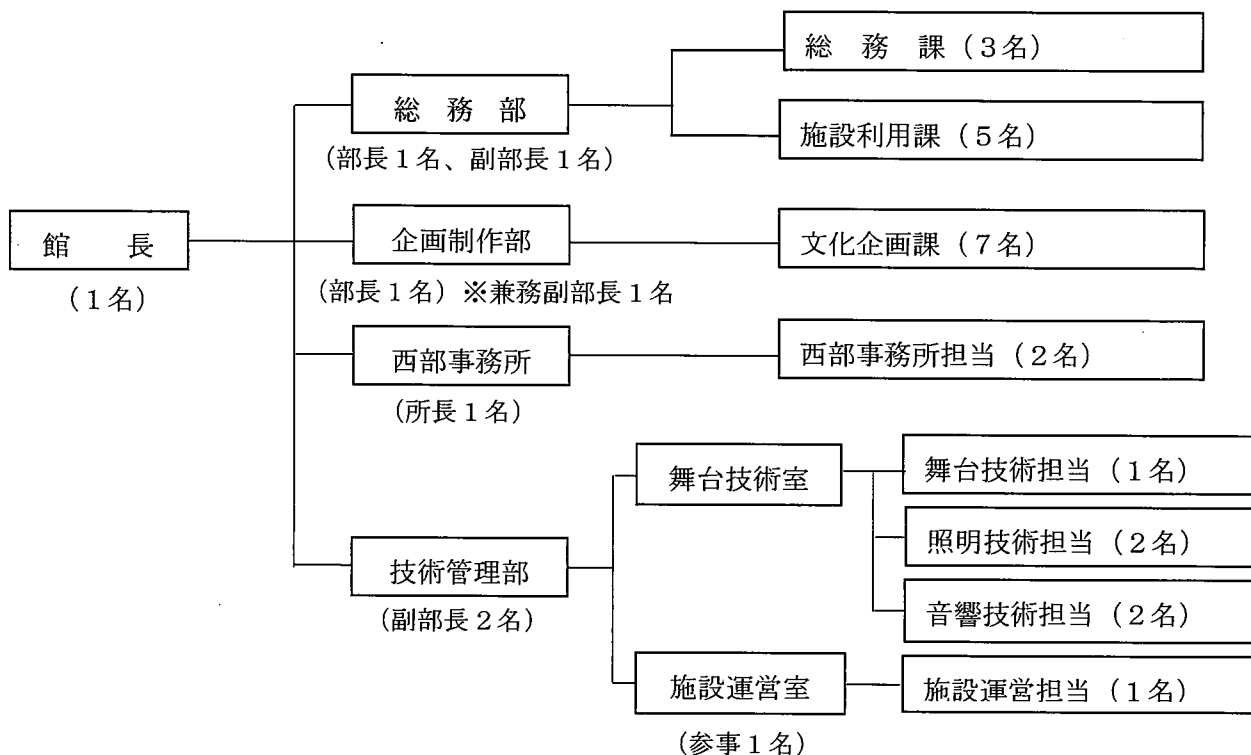 総　務　課（３名）
総　務　部
施設利用課（５名）
（部長１名、副部長１名）
館　　長
（１名）
企画制作部
文化企画課（７名）
（部長１名）※兼務副部長１名
西部事務所
西部事務所担当（２名）
（所長１名）
舞台技術室
舞台技術担当（１名）
照明技術担当（２名）
技術管理部
（副部長２名）
音響技術担当（２名）
施設運営室
施設運営担当（１名）
（参事１名）